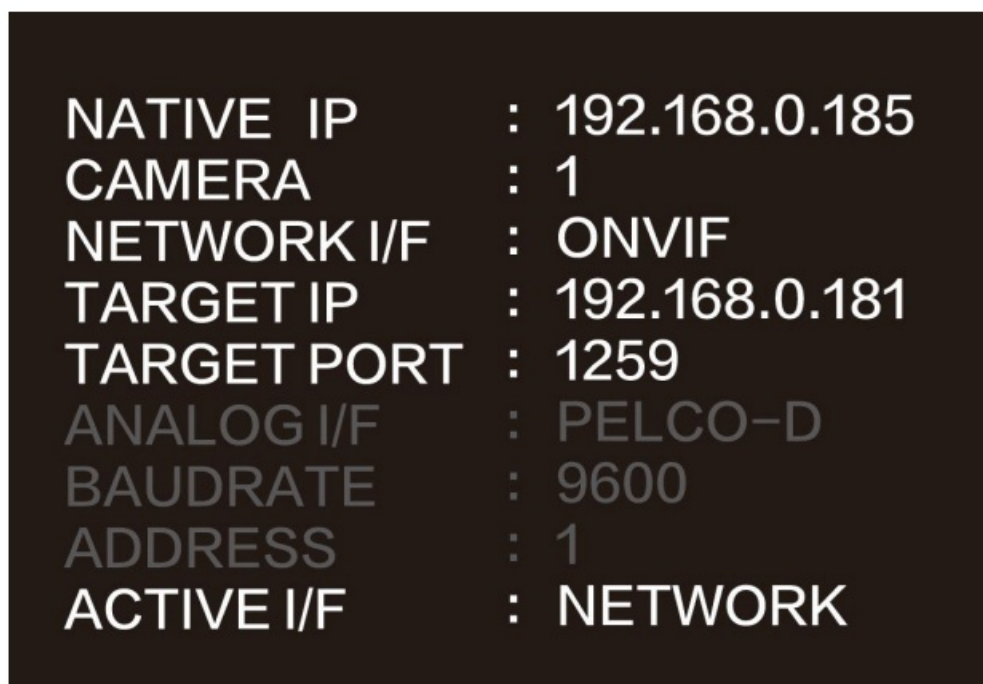 NATIVE IP : 192.168.0.185
CAMERA : 1
NETWORK I/F : ONVIF
TARGET IP : 192.168.0.181
TARGET PORT : 1259
ANALOG I/F : PELCO-D
BAUDRATE : 9600
ADDRESS : 1
ACTIVE I/F : NETWORK